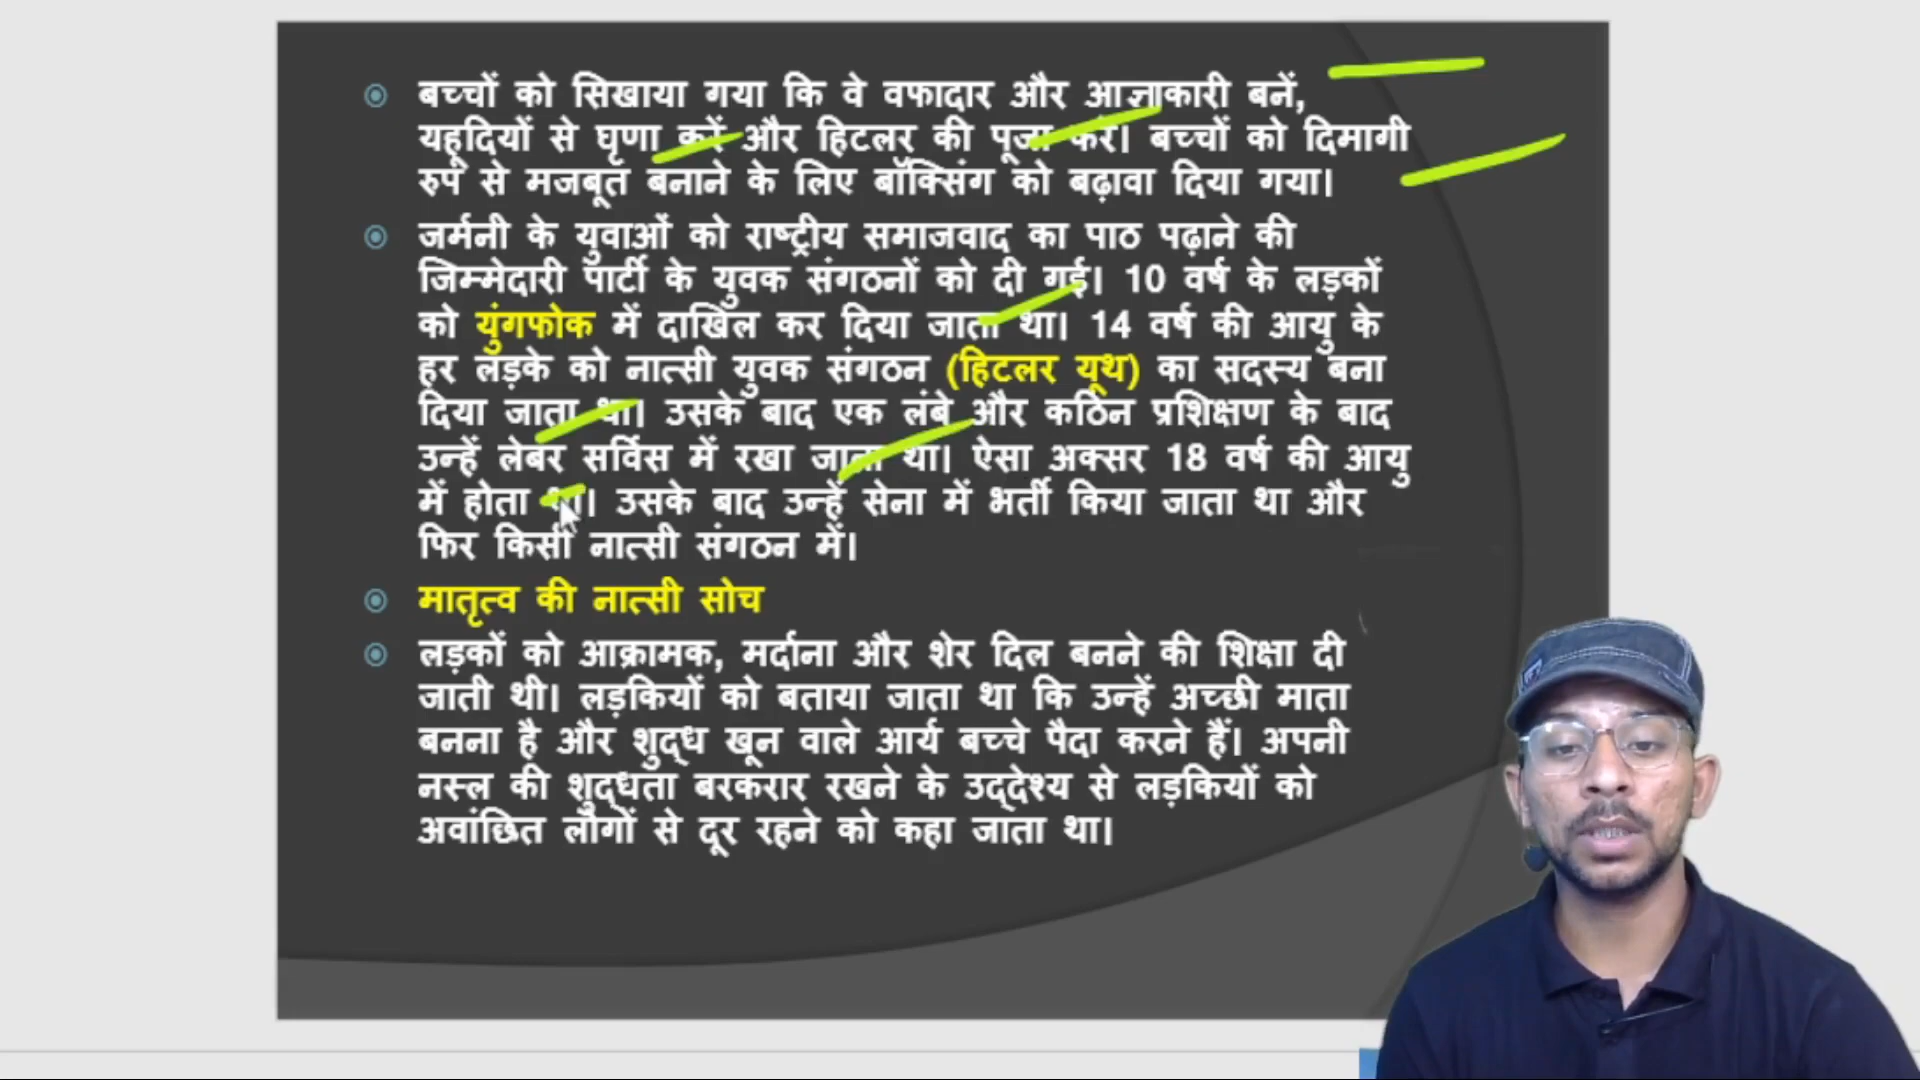 बच्चों को सिखाया गया कि वे वफादार और आज्ञाकारी बनें,
यहूदियों से घृणा करें और हिटलर की पूजा करें। बच्चों को दिमागी
रुप से मजबूत बनाने के लिए बॉक्सिंग को बढ़ावा दिया गया।
जर्मनी के युवाओं को राष्ट्रीय समाजवाद का पाठ पढ़ाने की
जिम्मेदारी पार्टी के युवक संगठनों को दी गई। 10 वर्ष के लड़कों
को युंगफोक में दाखिल कर दिया जाता था। 14 वर्ष की आयु के
हर लड़के को नात्सी युवक संगठन (हिटलर यूथ) का सदस्य बना
दिया जाता था। उसके बाद एक लंबे और कठिन प्रशिक्षण के बाद
उन्हें लेबर सर्विस में रखा जाता था। ऐसा अक्सर 18 वर्ष की आयु
में होता था। उसके बाद उन्हें सेना में भर्ती किया जाता था और
फिर किसी नात्सी संगठन में।
मातृत्व की नात्सी सोच
लड़कों को आक्रामक, मर्दाना और शेर दिल बनने की शिक्षा दी
जाती थी। लड़कियों को बताया जाता था कि उन्हें अच्छी माता
बनना है और शुद्ध खून वाले आर्य बच्चे पैदा करने हैं। अपनी
नस्ल की शुद्धता बरकरार रखने के उद्देश्य से लड़कियों को
अवांछित लोगों से दूर रहने को कहा जाता था।